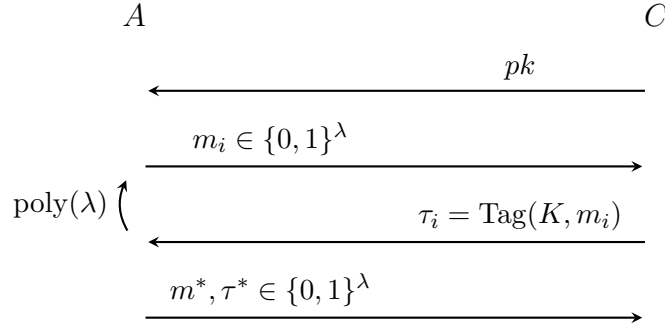 A C
pk
m_i ∈ {0, 1}^λ
poly(λ)
τ_i = Tag(K, m_i)
m*, τ* ∈ {0, 1}^λ